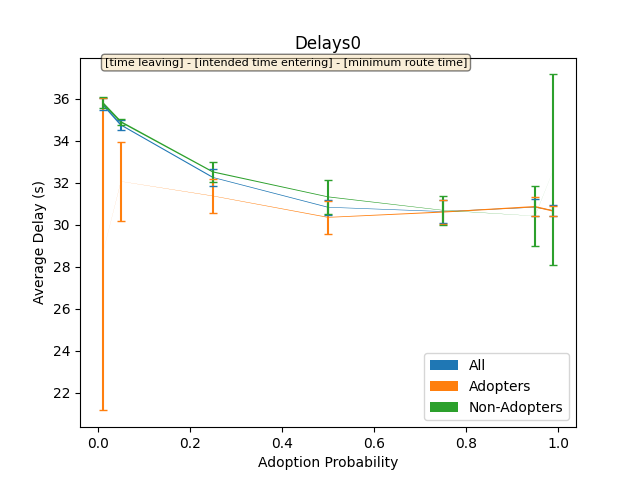 Delays0
[time leaving] - [intended time entering] - [minimum route time]
36
34
32
30
28
26
24
22
Average Delay (s)
0.0 0.2 0.4 0.6 0.8 1.0
Adoption Probability
All
Adopters
Non-Adopters